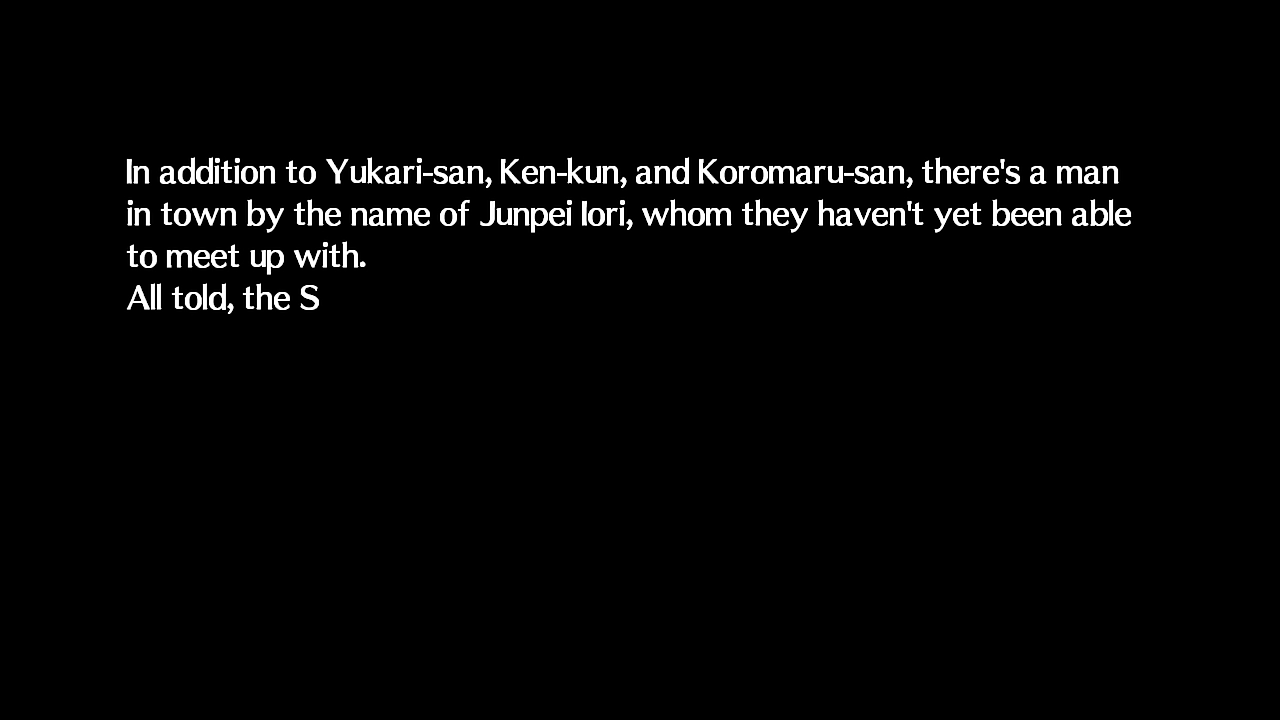 In addition to Yukari-san, Ken-kun, and Koromaru-san, there's a man
in town by the name of Junpei Iori, whom they haven't yet been able
to meet up with.
All told, the S